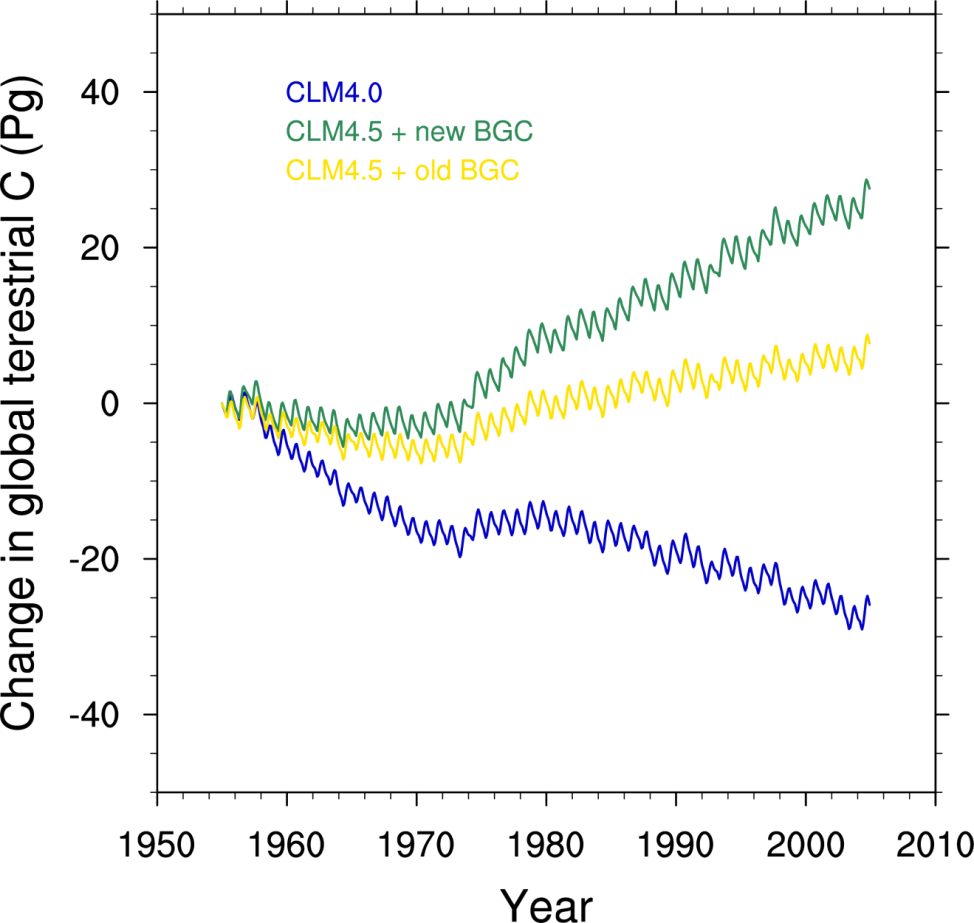 Change in global terestrial C (Pg)
40
20
0
-20
-40
CLM4.0
CLM4.5 + new BGC
CLM4.5 + old BGC
1950 1960 1970 1980 1990 2000 2010
Year